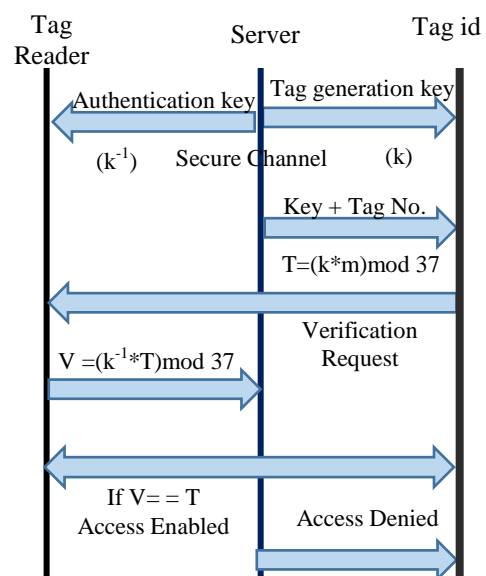 Tag
Reader
Server
Tag id
Authentication key
Tag generation key
(k⁻¹)
Secure Channel
(k)
Key + Tag No.
T=(k*m)mod 37
Verification
Request
V =(k⁻¹*T)mod 37
If V= = T
Access Enabled
Access Denied